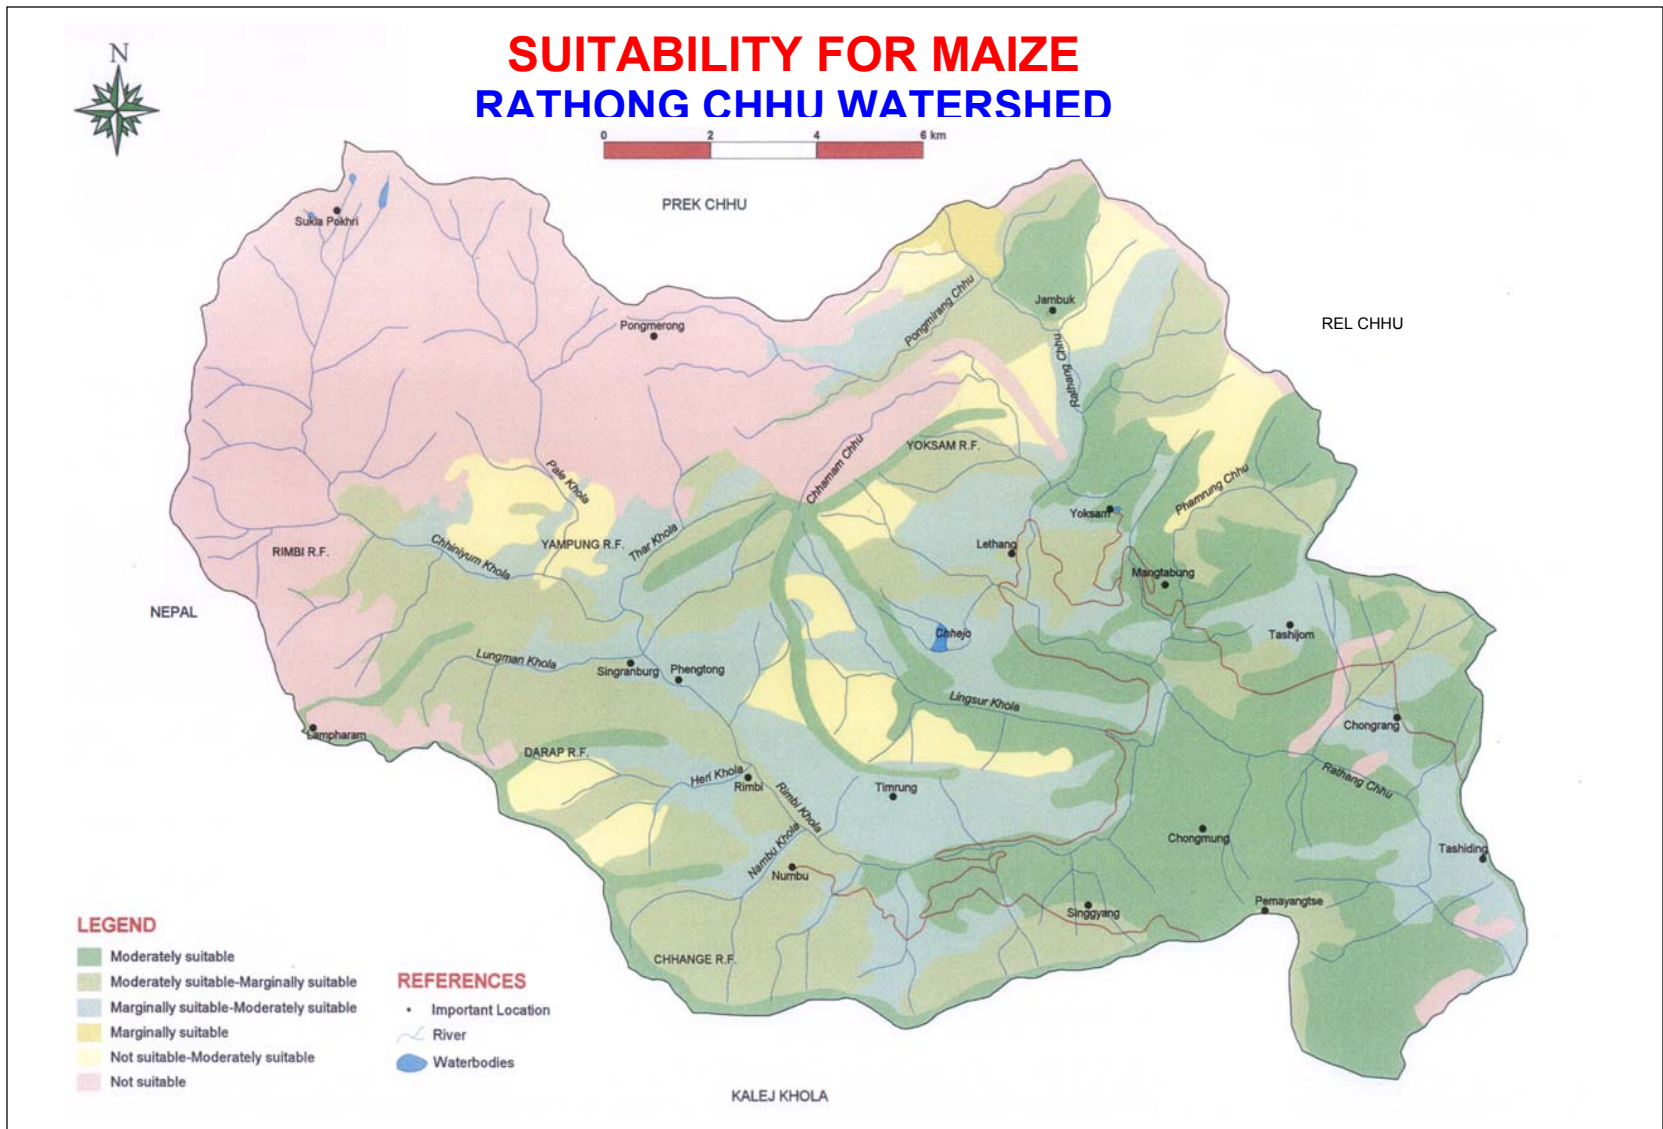 N
SUITABILITY FOR MAIZE
RATHONG CHHU WATERSHED
0 2 4 6 km
PREK CHHU
Sukla Pokhri
Pongmirang Chhu
Jambuk
Pongmerong
REL CHHU
Rathang Chhu
Chhamam Chhu
YOKSAM R.F.
Pale Khola
Phamrung Chhu
Yoksam
Thar Khola
YAMPUNG R.F.
Lethang
RIMBI R.F.
Chhiniyum Khola
Mangtabung
NEPAL
Chhejo
Tashijom
Lungman Khola
Singranburg
Phengtong
Lingsur Khola
Chongrang
Lampharam
DARAP R.F.
Heri Khola
Rimbi
Rimbi Khola
Timrung
Rathang Chhu
Chongmung
Nambu Khola
Tashiding
Numbu
Pemayangtse
Singgyang
CHHANGE R.F.
LEGEND
Moderately suitable
Moderately suitable-Marginally suitable
Marginally suitable-Moderately suitable
Marginally suitable
Not suitable-Moderately suitable
Not suitable
REFERENCES
Important Location
River
Waterbodies
KALEJ KHOLA